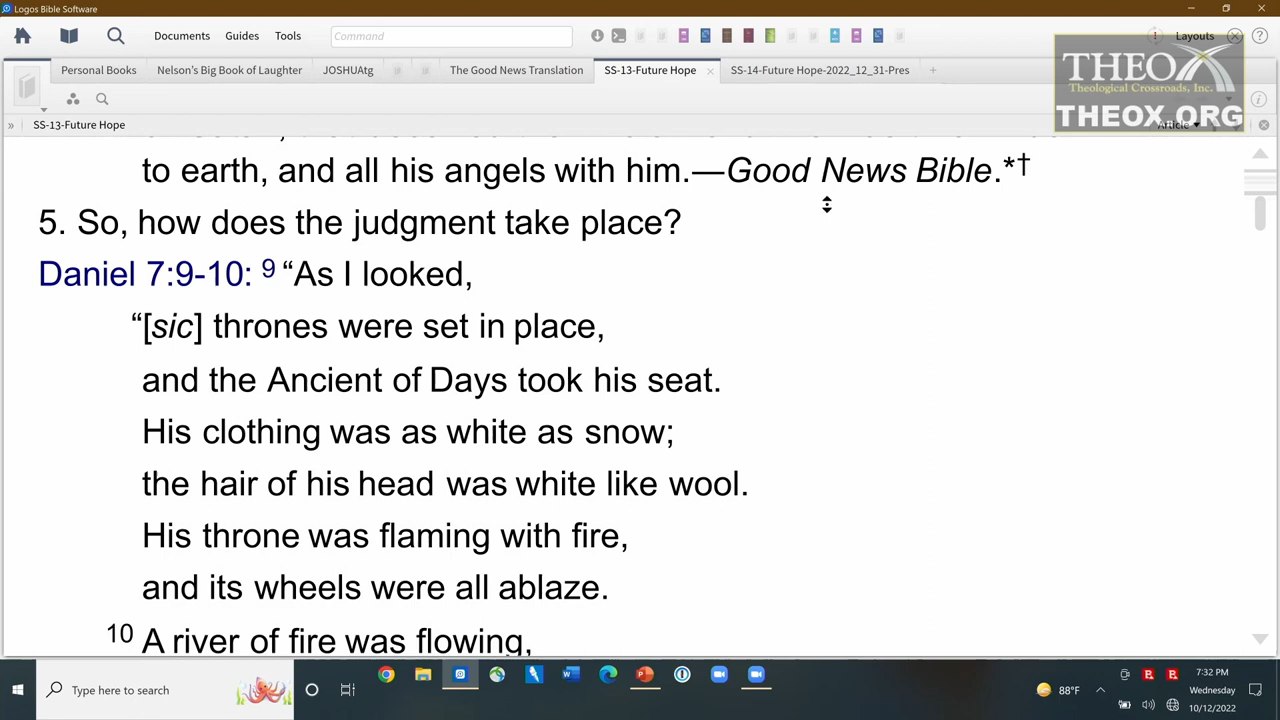 Logos Bible Software
Documents Guides Tools Command Layouts
Personal Books Nelson's Big Book of Laughter JOSHUAtg The Good News Translation SS-13-Future Hope SS-14-Future Hope-2022_12_31-Pres
THEOX
Theological Crossroads, Inc.
THEOX.ORG
SS-13-Future Hope Article
to earth, and all his angels with him.—Good News Bible.*†
5. So, how does the judgment take place?
Daniel 7:9-10: 9 “As I looked,
“[sic] thrones were set in place,
and the Ancient of Days took his seat.
His clothing was as white as snow;
the hair of his head was white like wool.
His throne was flaming with fire,
and its wheels were all ablaze.
10 A river of fire was flowing,
Type here to search
88°F
7:32 PM
Wednesday
10/12/2022